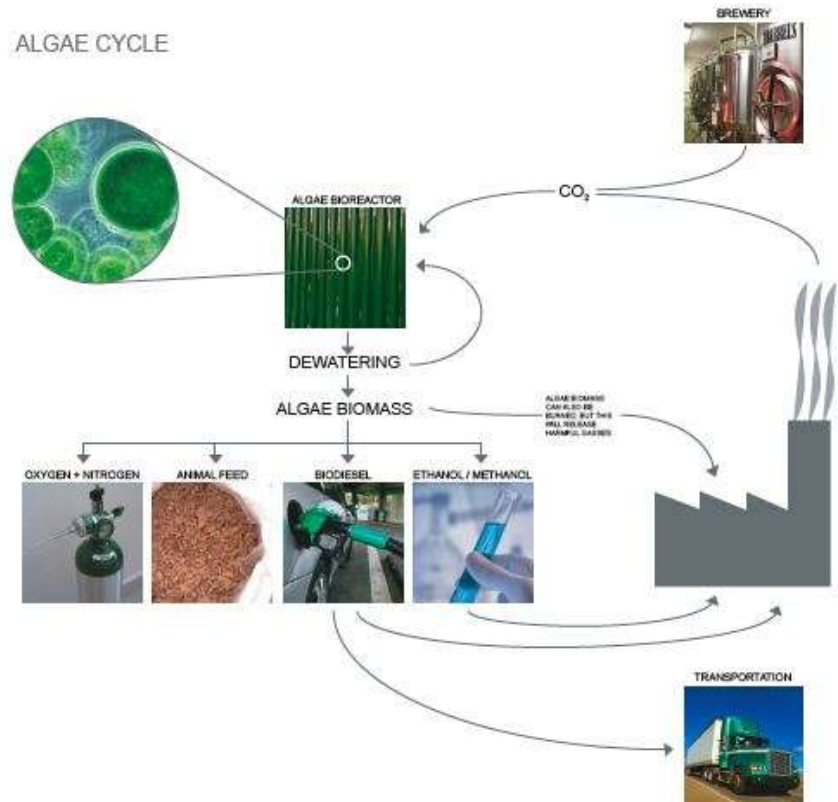 ALGAE CYCLE
BREWERY
CO₂
ALGAE BIOREACTOR
DEWATERING
ALGAE BIOMASS
ALGAE BIOMASS
CAN ALSO BE
BURNED, BUT THIS
WILL RELEASE
HARMFUL GASSES
OXYGEN + NITROGEN
ANIMAL FEED
BIODIESEL
ETHANOL / METHANOL
TRANSPORTATION